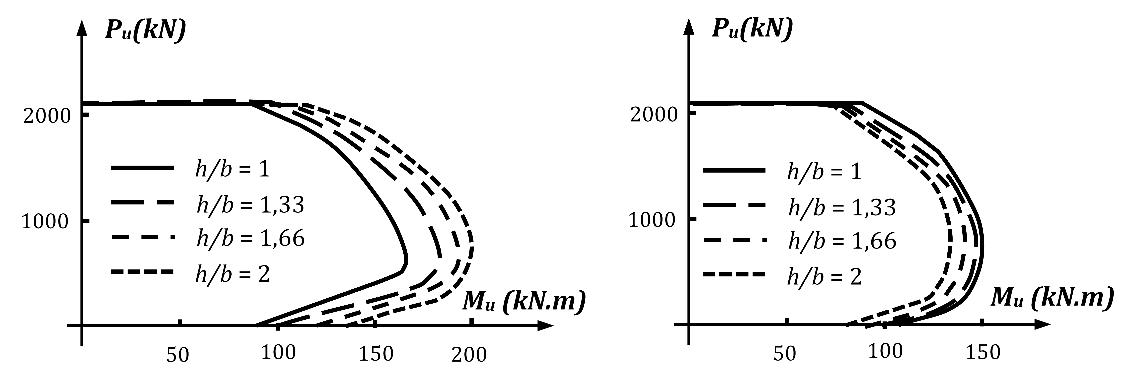 Pu(kN)
2000
h/b = 1
h/b = 1,33
1000
h/b = 1,66
h/b = 2
Mu (kN.m)
50
100
150
200
Pu(kN)
2000
h/b = 1
h/b = 1,33
1000
h/b = 1,66
h/b = 2
Mu (kN.m)
50
100
150